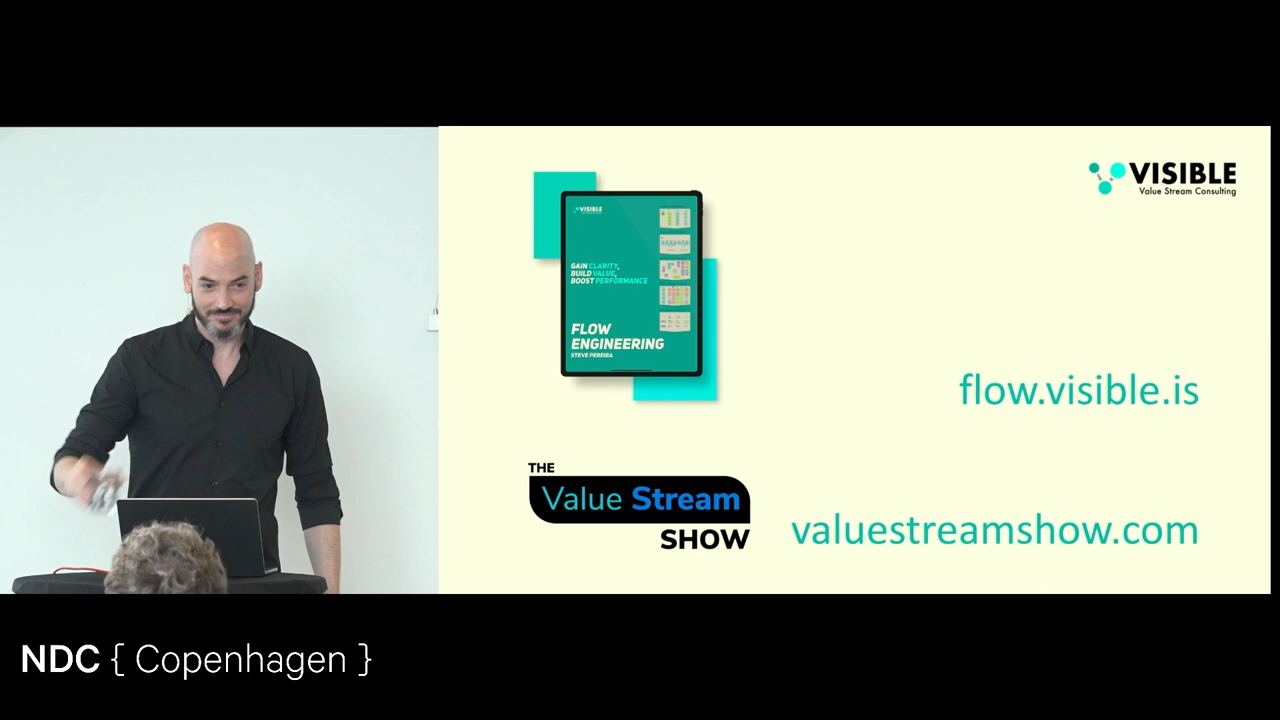 VISIBLE
Value Stream Consulting
VISIBLE
GAIN CLARITY,
BUILD VALUE,
BOOST PERFORMANCE
FLOW
ENGINEERING
STEVE PEREIRA
flow.visible.is
THE
Value Stream
SHOW
valuestreamshow.com
NDC { Copenhagen }